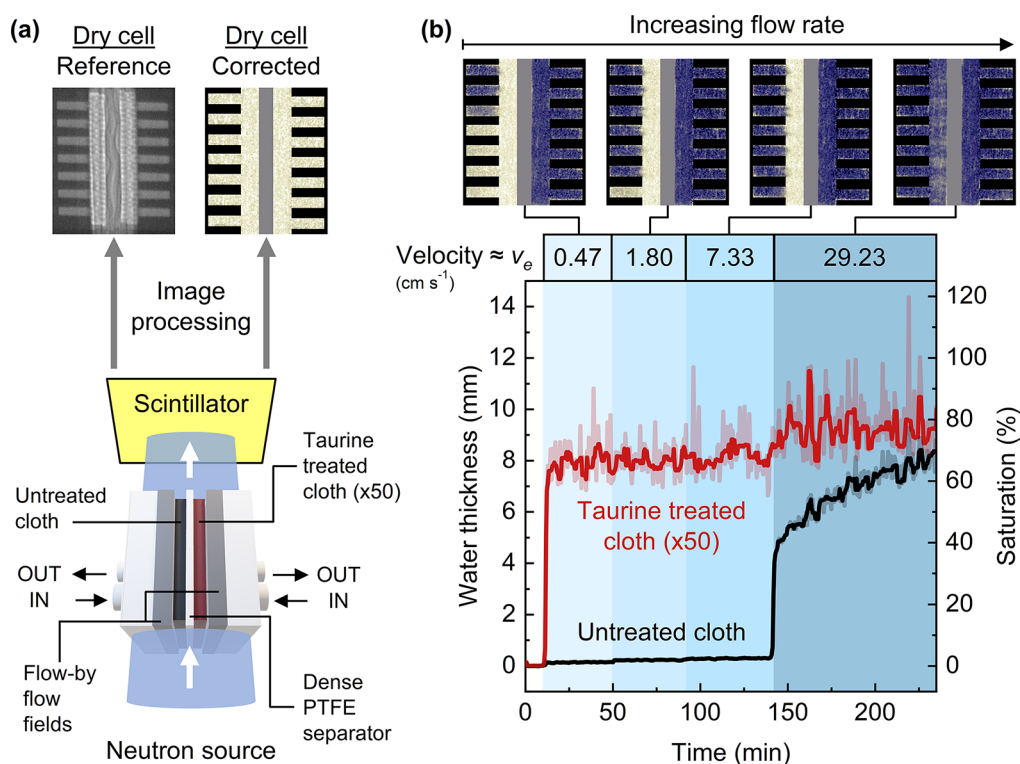 (a)
Dry cell
Reference
Dry cell
Corrected
Image
processing
Scintillator
Taurine
treated
cloth (x50)
Untreated
cloth
OUT
IN
OUT
IN
Flow-by
flow
fields
Dense
PTFE
separator
Neutron source
(b)
Increasing flow rate
Velocity ≈ vₑ
(cm s⁻¹)
0.47
1.80
7.33
29.23
Water thickness (mm)
14
12
10
8
6
4
2
0
Taurine treated
cloth (x50)
Untreated cloth
120
100
80
60
40
20
0
Saturation (%)
0
50
100
150
200
Time (min)